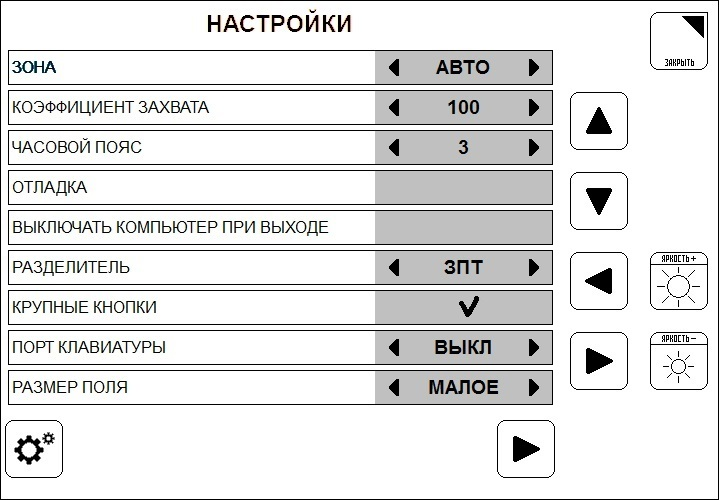 НАСТРОЙКИ
ЗАКРЫТЬ
ЗОНА АВТО
КОЭФФИЦИЕНТ ЗАХВАТА 100
ЧАСОВОЙ ПОЯС 3
ОТЛАДКА
ВЫКЛЮЧАТЬ КОМПЬЮТЕР ПРИ ВЫХОДЕ
РАЗДЕЛИТЕЛЬ ЗПТ
ЯРКОСТЬ +
КРУПНЫЕ КНОПКИ
ПОРТ КЛАВИАТУРЫ ВЫКЛ
ЯРКОСТЬ -
РАЗМЕР ПОЛЯ МАЛОЕ